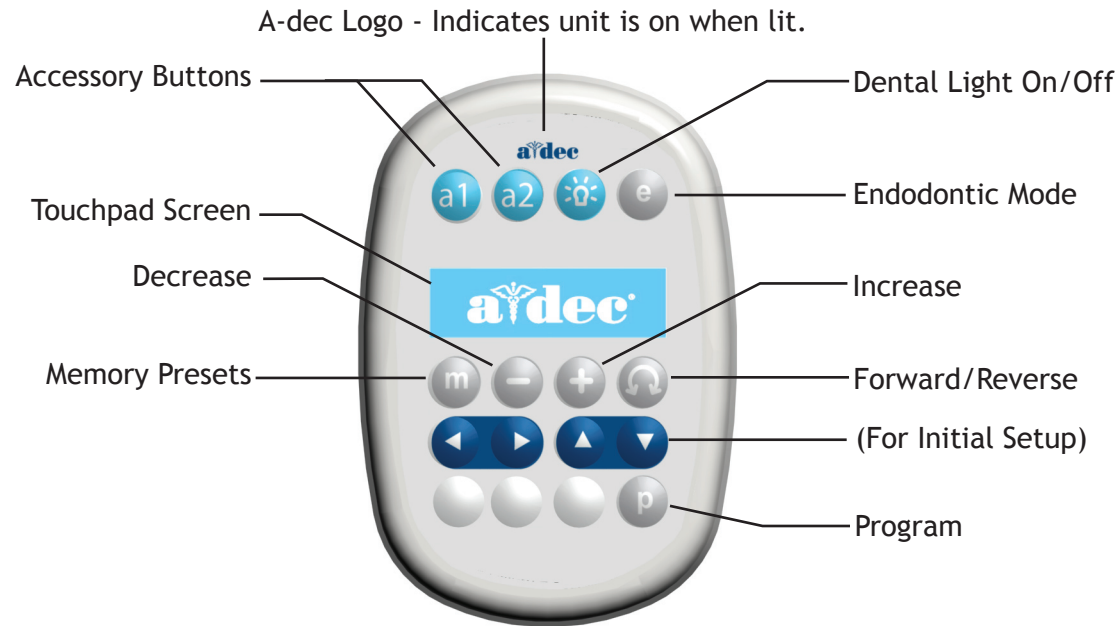 A-dec Logo - Indicates unit is on when lit.
Accessory Buttons
Dental Light On/Off
a dec
a1 a2 e
Touchpad Screen
Endodontic Mode
Decrease
a dec
Increase
Memory Presets
m - +
Forward/Reverse
(For Initial Setup)
p
Program